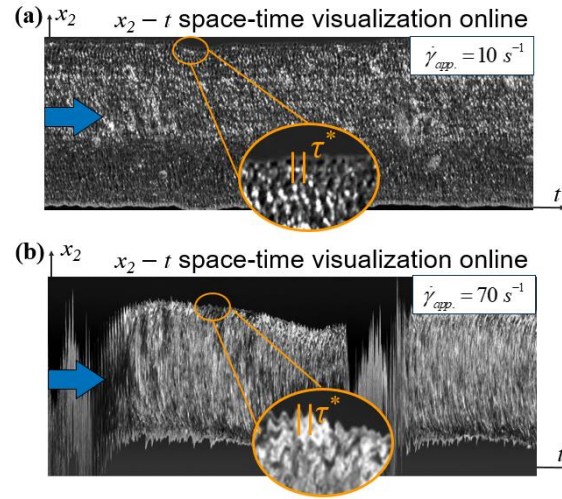 (a) x₂ x₂ − t space-time visualization online
γ̇app. = 10 s⁻¹
τ*
t
(b) x₂ x₂ − t space-time visualization online
γ̇app. = 70 s⁻¹
τ*
t